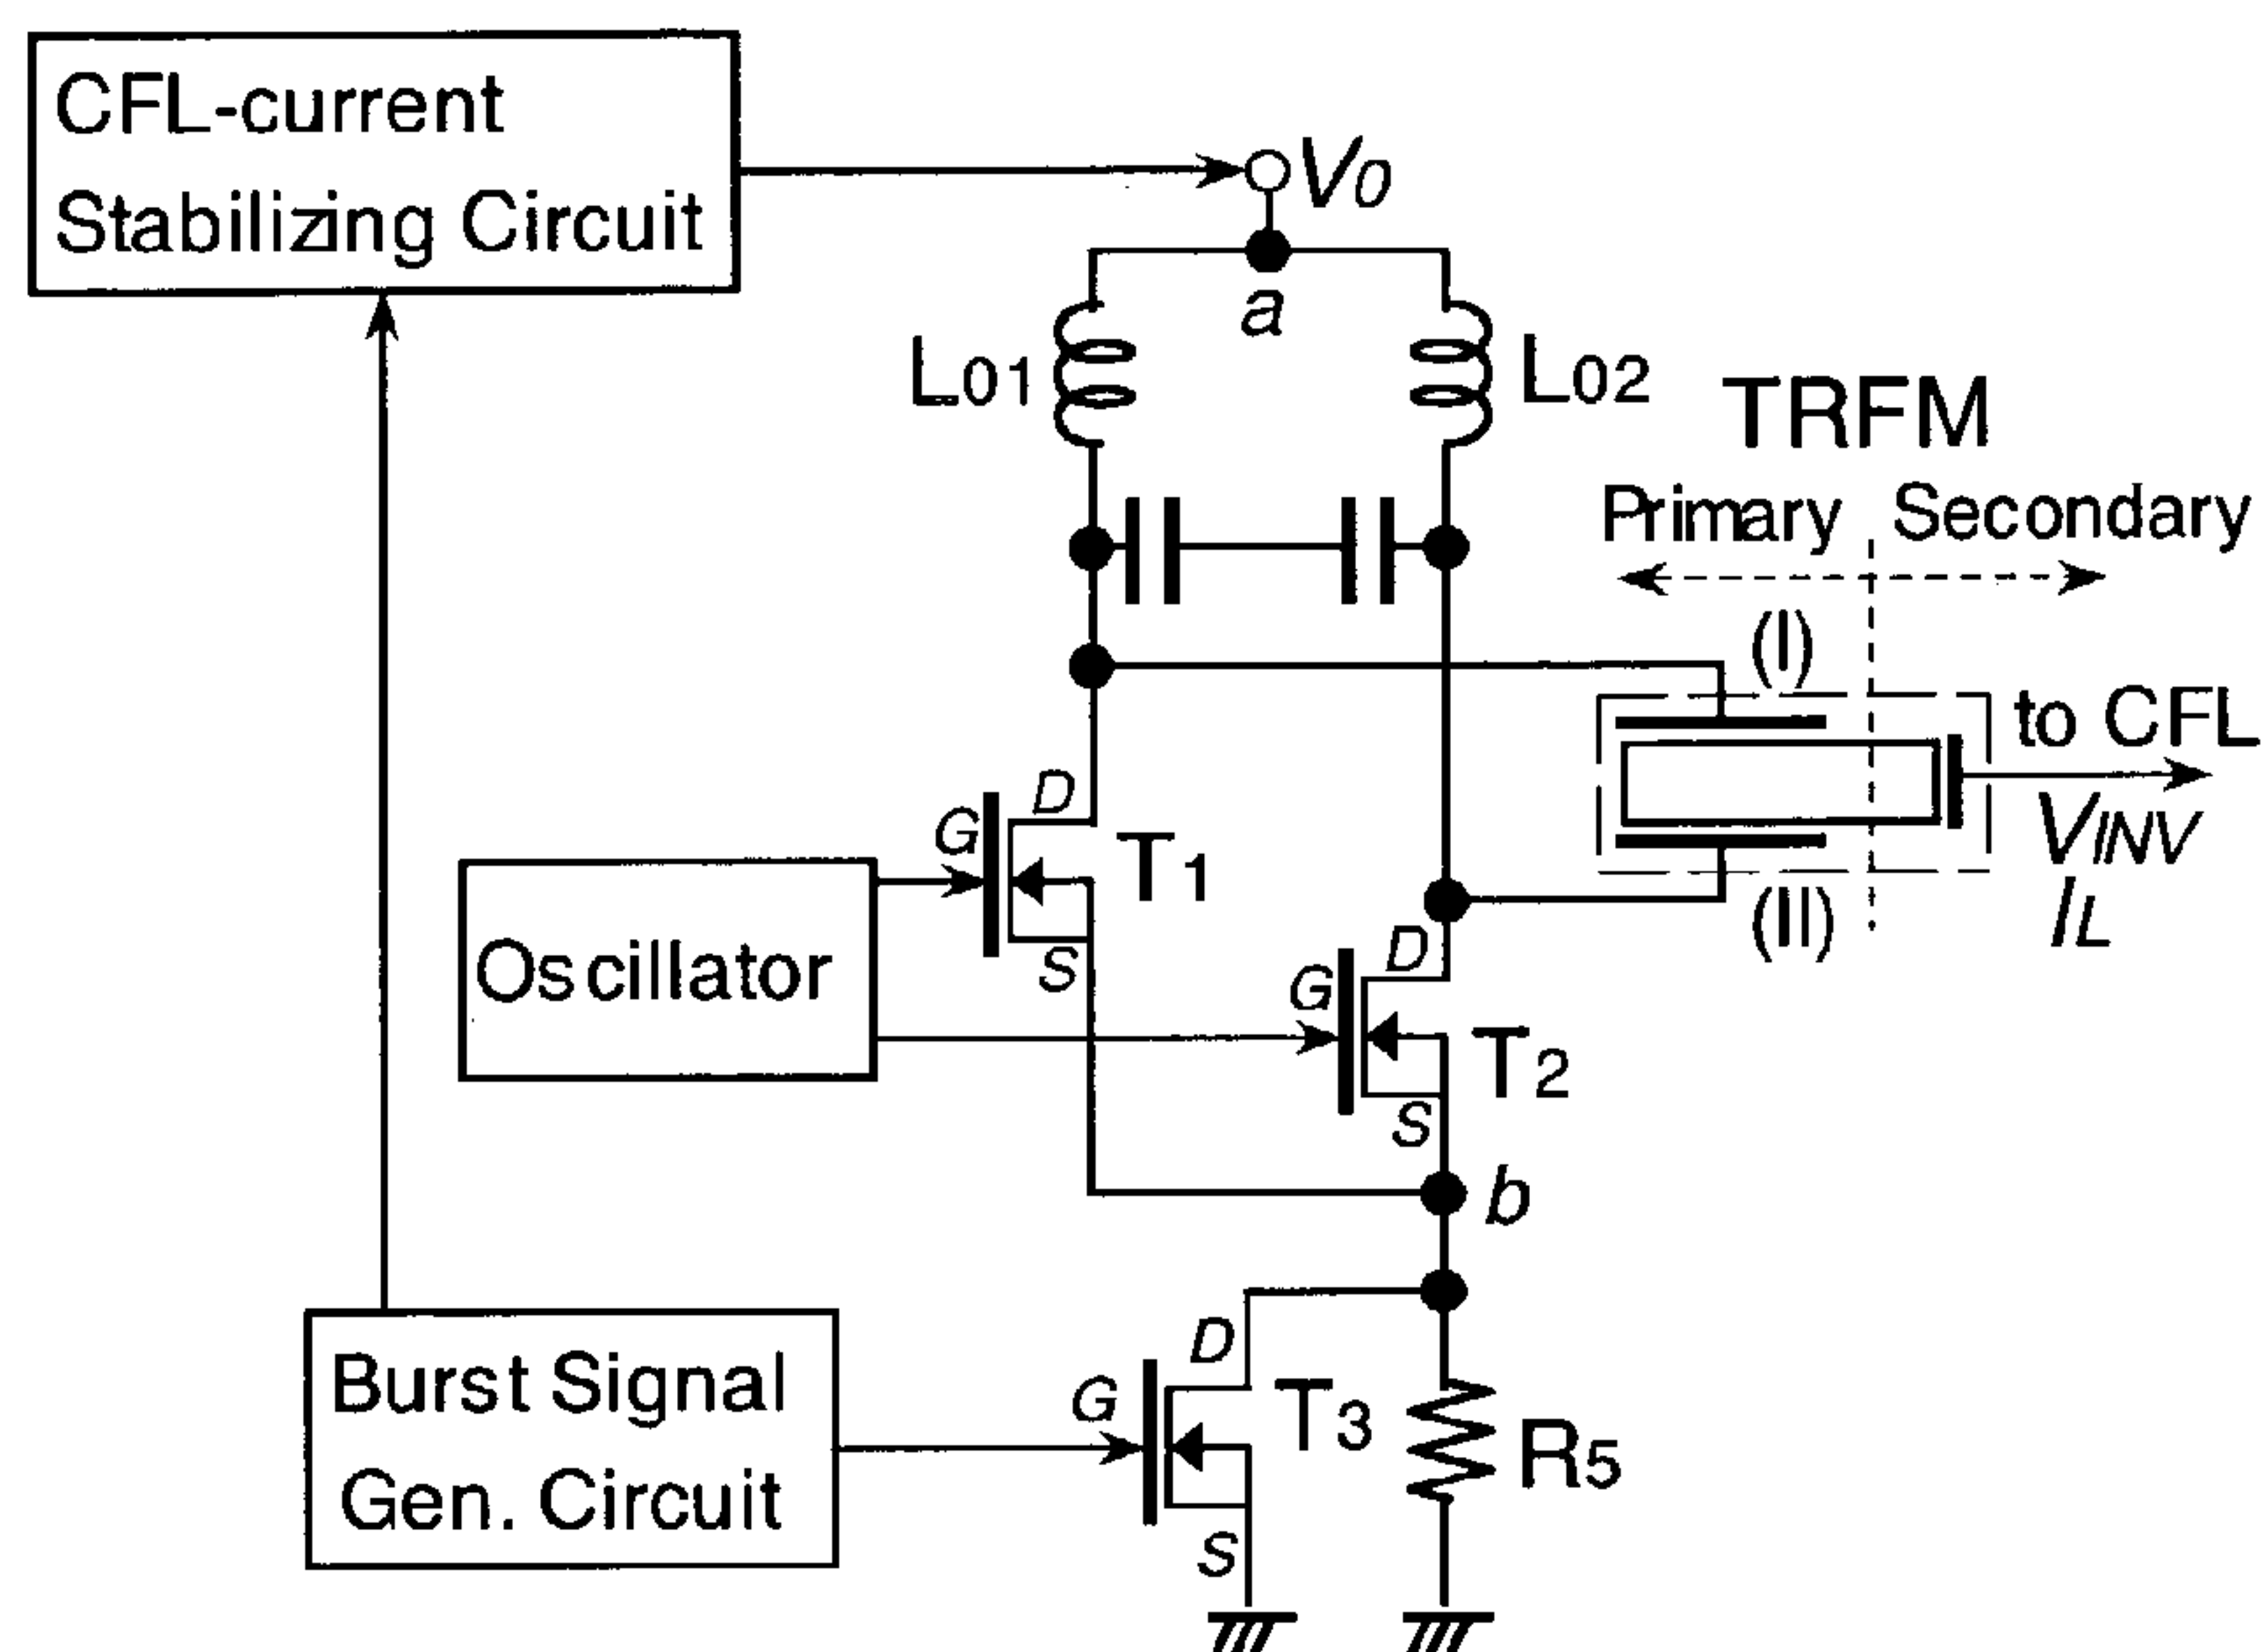 CFL-current
Stabilizing Circuit
V0
a
L01
L02
TRFM
Primary
Secondary
(I)
to CFL
VINV
IL
(II)
D
G
T1
S
Oscillator
D
G
T2
S
b
Burst Signal
Gen. Circuit
D
G
T3
S
R5